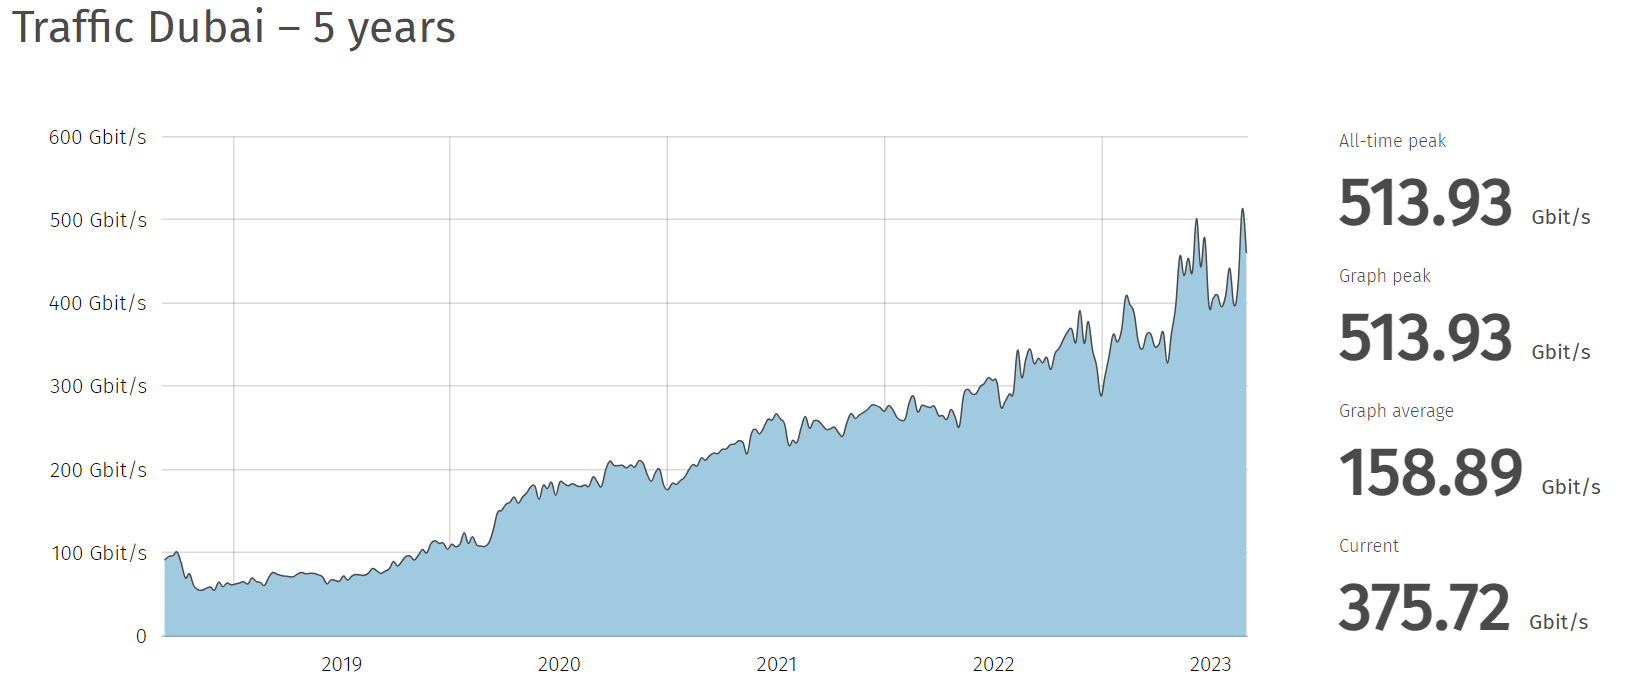 Traffic Dubai – 5 years
600 Gbit/s
500 Gbit/s
400 Gbit/s
300 Gbit/s
200 Gbit/s
100 Gbit/s
0
2019 2020 2021 2022 2023
All-time peak
513.93 Gbit/s
Graph peak
513.93 Gbit/s
Graph average
158.89 Gbit/s
Current
375.72 Gbit/s